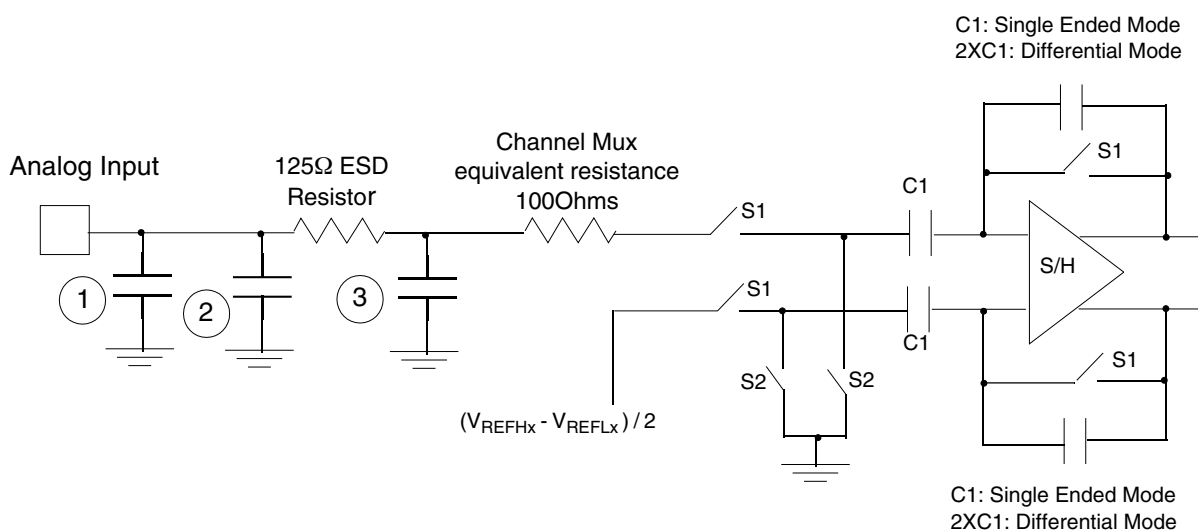 C1: Single Ended Mode
2XC1: Differential Mode
Analog Input
125Ω ESD
Resistor
Channel Mux
equivalent resistance
100Ohms
S1
C1
S1
S/H
1
2
3
S1
C1
S1
S2
S2
(VREFHx - VREFLx) / 2
C1: Single Ended Mode
2XC1: Differential Mode